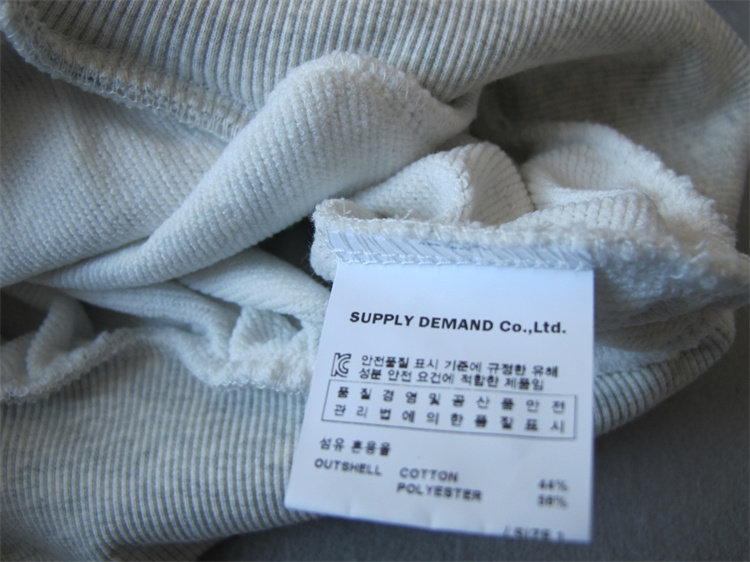 SUPPLY DEMAND Co.,Ltd.
안전품질 표시 기준에 규정한 유해
성분 안전 요건에 적합한 제품임
품질경영및공산품안전
관리법에의한품질표시
섬유 혼용율
OUTSHELL COTTON 44%
POLYESTER
(SIZE)